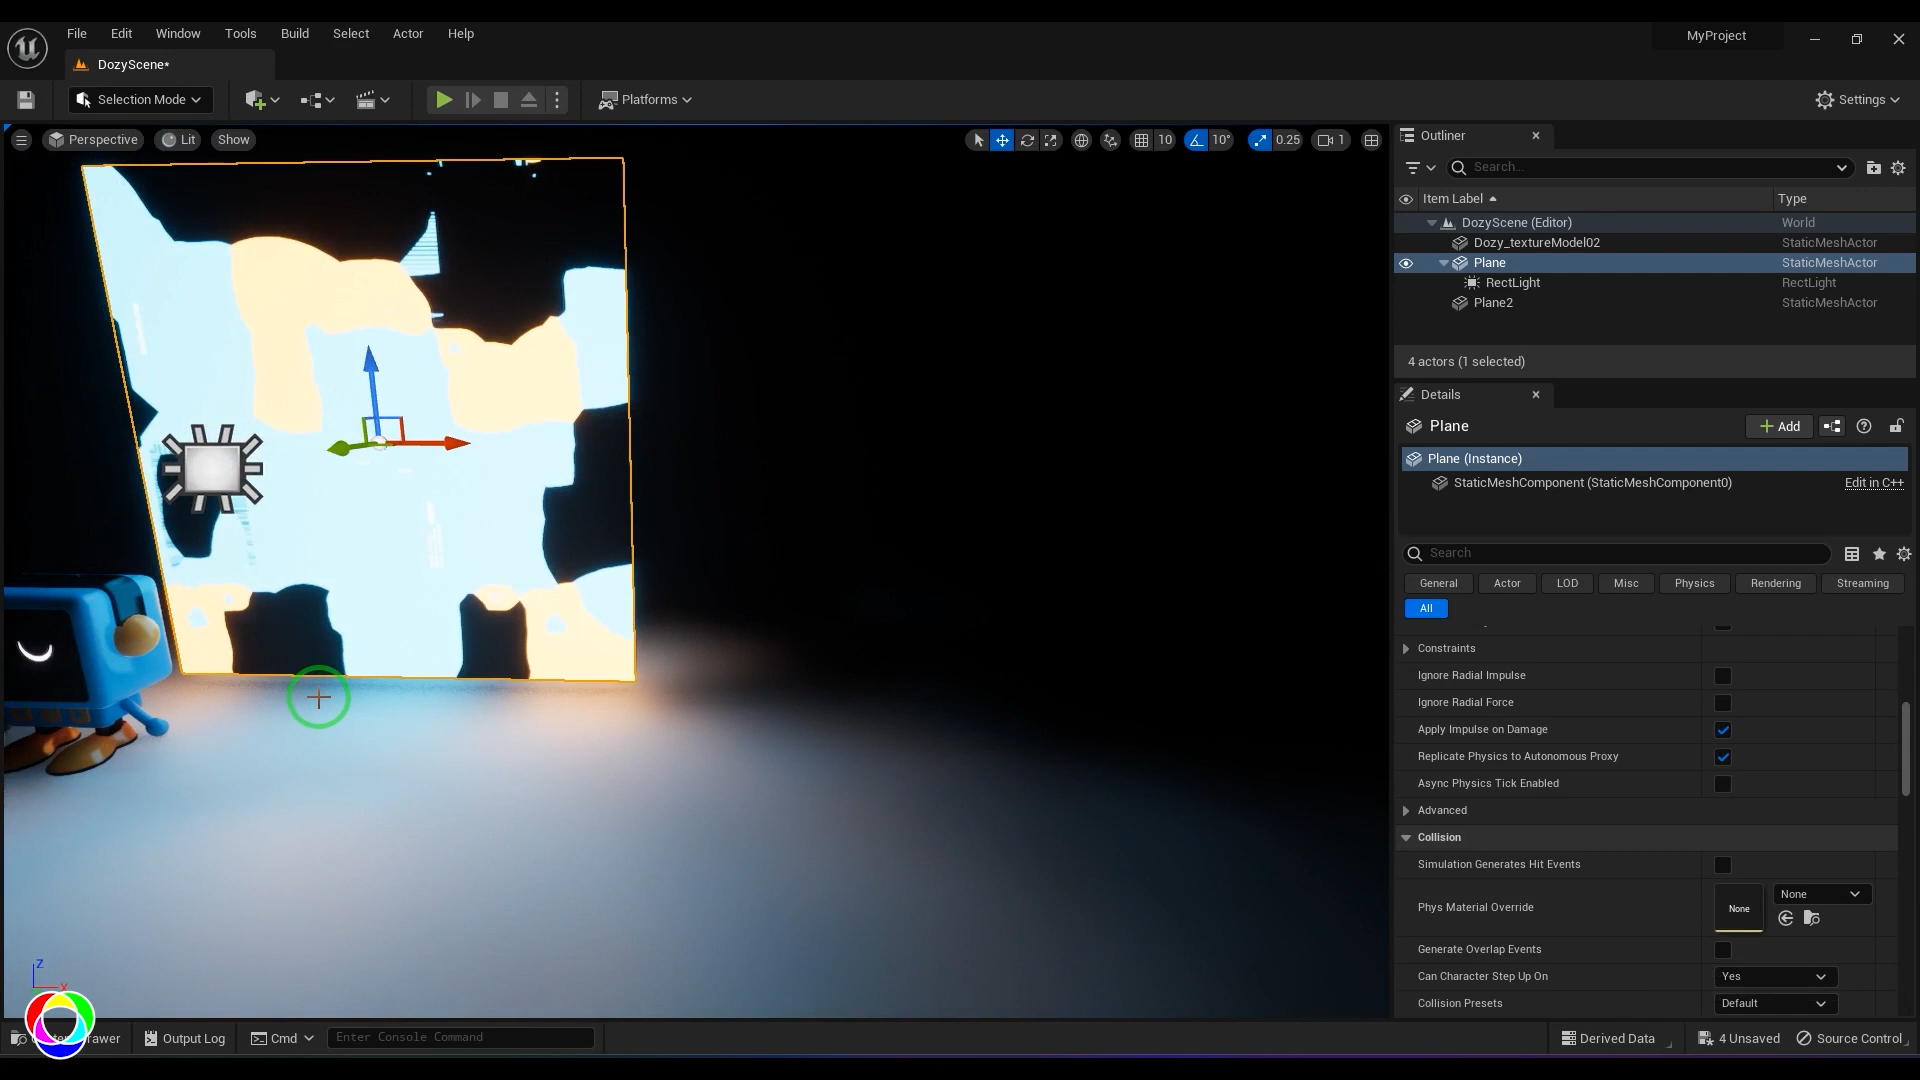 File Edit Window Tools Build Select Actor Help
MyProject
DozyScene*
Selection Mode
Platforms
Settings
Perspective Lit Show
10 10° 0.25 1
Outliner
Search...
Item Label Type
DozyScene (Editor) World
Dozy_textureModel02 StaticMeshActor
Plane StaticMeshActor
RectLight RectLight
Plane2 StaticMeshActor
4 actors (1 selected)
Details
Plane
Add
Plane (Instance)
StaticMeshComponent (StaticMeshComponent0) Edit in C++
Search
General Actor LOD Misc Physics Rendering Streaming
All
Constraints
Ignore Radial Impulse
Ignore Radial Force
Apply Impulse on Damage
Replicate Physics to Autonomous Proxy
Async Physics Tick Enabled
Advanced
Collision
Simulation Generates Hit Events
Phys Material Override None None
Generate Overlap Events
Can Character Step Up On Yes
Collision Presets Default
Z
X
Output Log Cmd Enter Console Command Derived Data 4 Unsaved Source Control